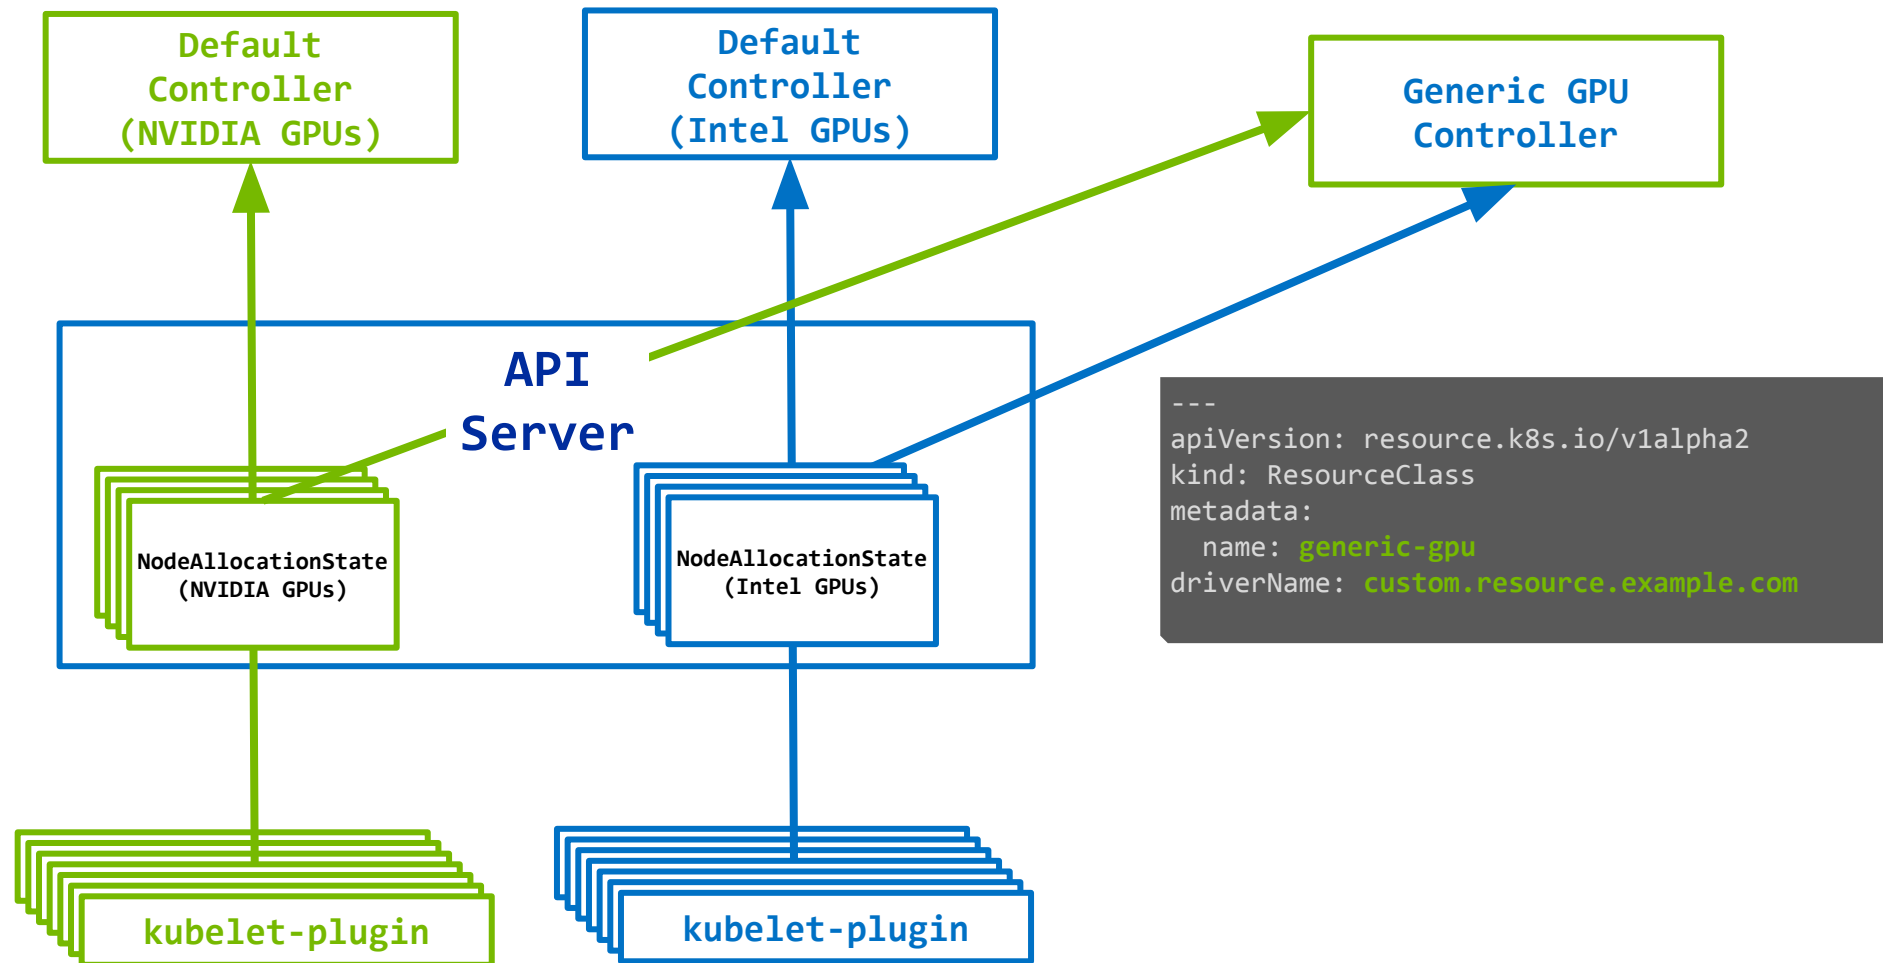 Default
Controller
(NVIDIA GPUs)
Default
Controller
(Intel GPUs)
Generic GPU
Controller
API
Server
NodeAllocationState
(NVIDIA GPUs)
NodeAllocationState
(Intel GPUs)
---
apiVersion: resource.k8s.io/v1alpha2
kind: ResourceClass
metadata:
  name: generic-gpu
driverName: custom.resource.example.com
kubelet-plugin
kubelet-plugin